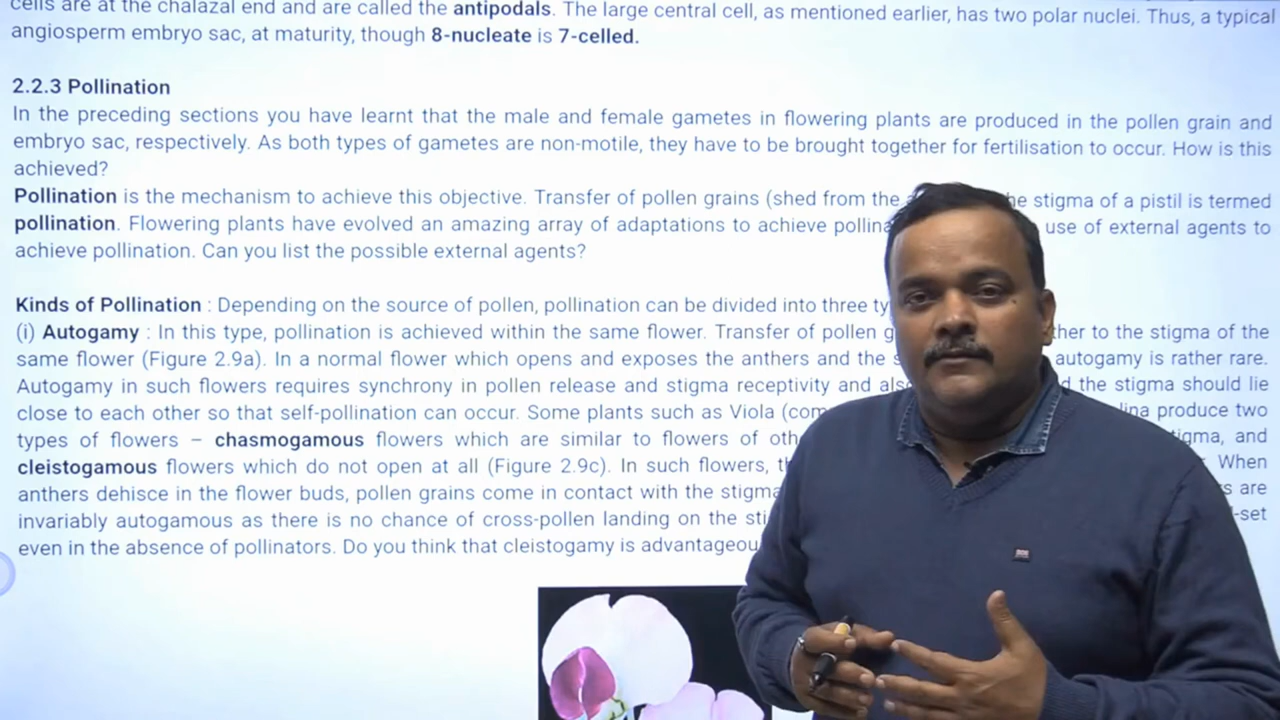 cells are at the chalazal end and are called the antipodals. The large central cell, as mentioned earlier, has two polar nuclei. Thus, a typical
angiosperm embryo sac, at maturity, though 8-nucleate is 7-celled.
2.2.3 Pollination
In the preceding sections you have learnt that the male and female gametes in flowering plants are produced in the pollen grain and
embryo sac, respectively. As both types of gametes are non-motile, they have to be brought together for fertilisation to occur. How is this
achieved?
Pollination is the mechanism to achieve this objective. Transfer of pollen grains (shed from the he stigma of a pistil is termed
pollination. Flowering plants have evolved an amazing array of adaptations to achieve pollina use of external agents to
achieve pollination. Can you list the possible external agents?
Kinds of Pollination : Depending on the source of pollen, pollination can be divided into three ty
(i) Autogamy : In this type, pollination is achieved within the same flower. Transfer of pollen g her to the stigma of the
same flower (Figure 2.9a). In a normal flower which opens and exposes the anthers and the s autogamy is rather rare.
Autogamy in such flowers requires synchrony in pollen release and stigma receptivity and also d the stigma should lie
close to each other so that self-pollination can occur. Some plants such as Viola (com lina produce two
types of flowers – chasmogamous flowers which are similar to flowers of oth igma, and
cleistogamous flowers which do not open at all (Figure 2.9c). In such flowers, th When
anthers dehisce in the flower buds, pollen grains come in contact with the stigma s are
invariably autogamous as there is no chance of cross-pollen landing on the sti -set
even in the absence of pollinators. Do you think that cleistogamy is advantageou